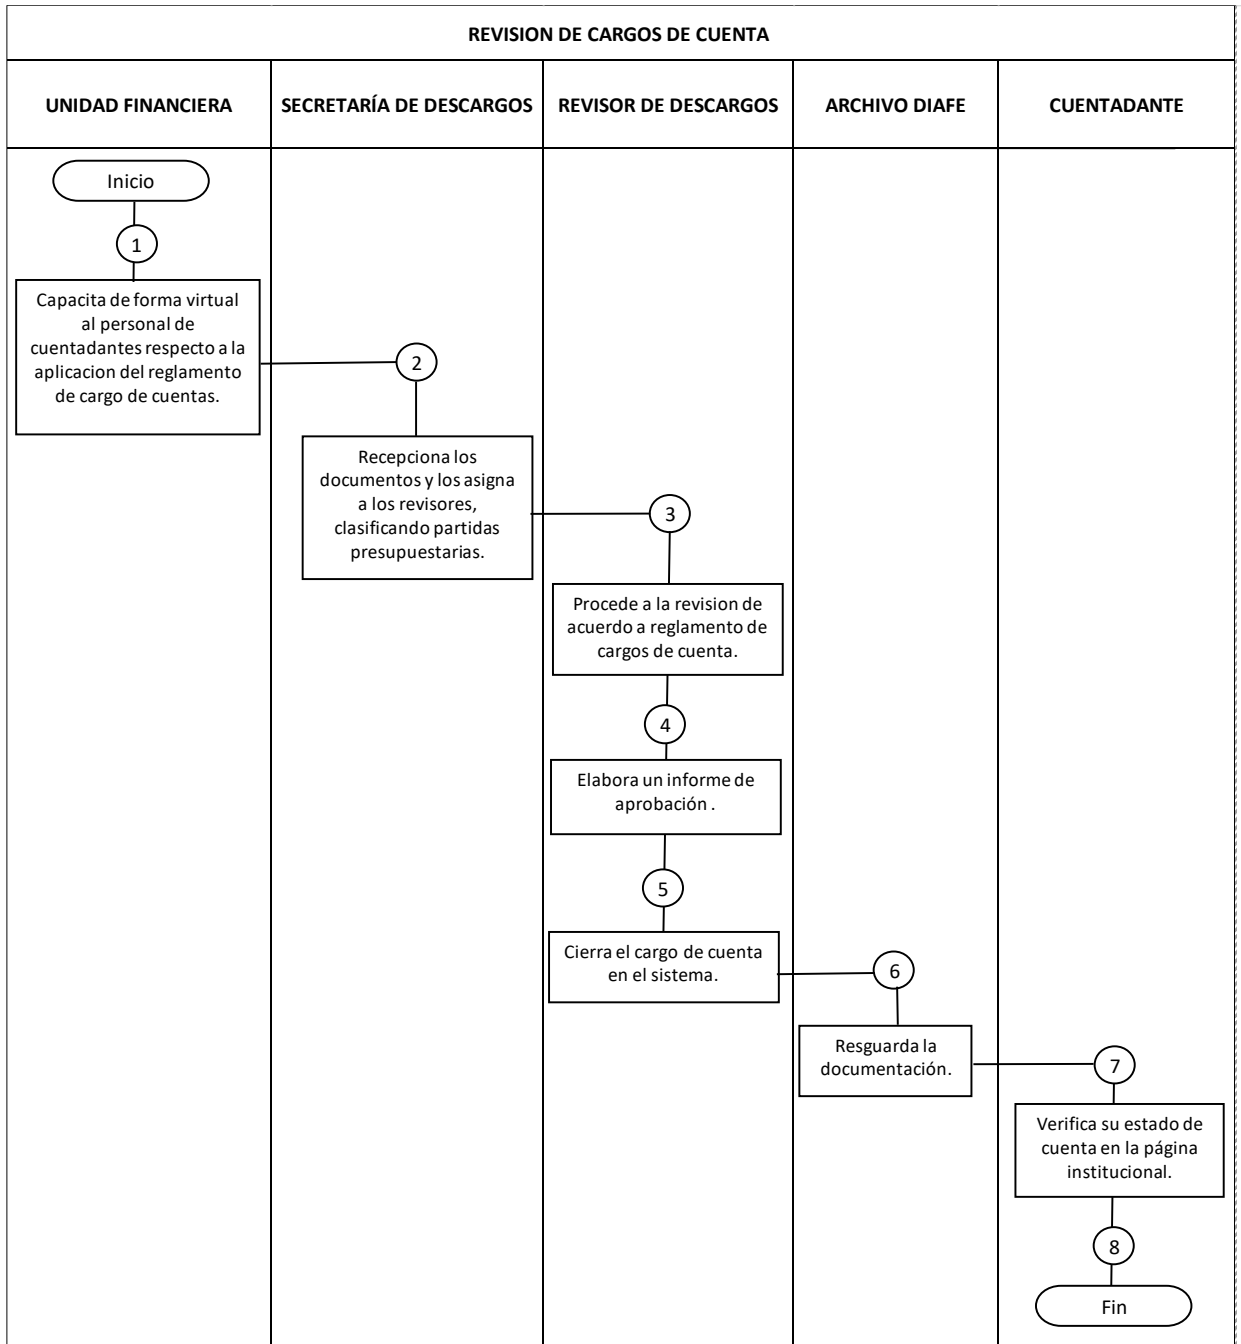 REVISION DE CARGOS DE CUENTA
UNIDAD FINANCIERA
SECRETARÍA DE DESCARGOS
REVISOR DE DESCARGOS
ARCHIVO DIAFE
CUENTADANTE
Inicio
1
Capacita de forma virtual
al personal de
cuentadantes respecto a la
aplicacion del reglamento
de cargo de cuentas.
2
Recepciona los
documentos y los asigna
a los revisores,
clasificando partidas
presupuestarias.
3
Procede a la revision de
acuerdo a reglamento de
cargos de cuenta.
4
Elabora un informe de
aprobación .
5
Cierra el cargo de cuenta
en el sistema.
6
Resguarda la
documentación.
7
Verifica su estado de
cuenta en la página
institucional.
8
Fin